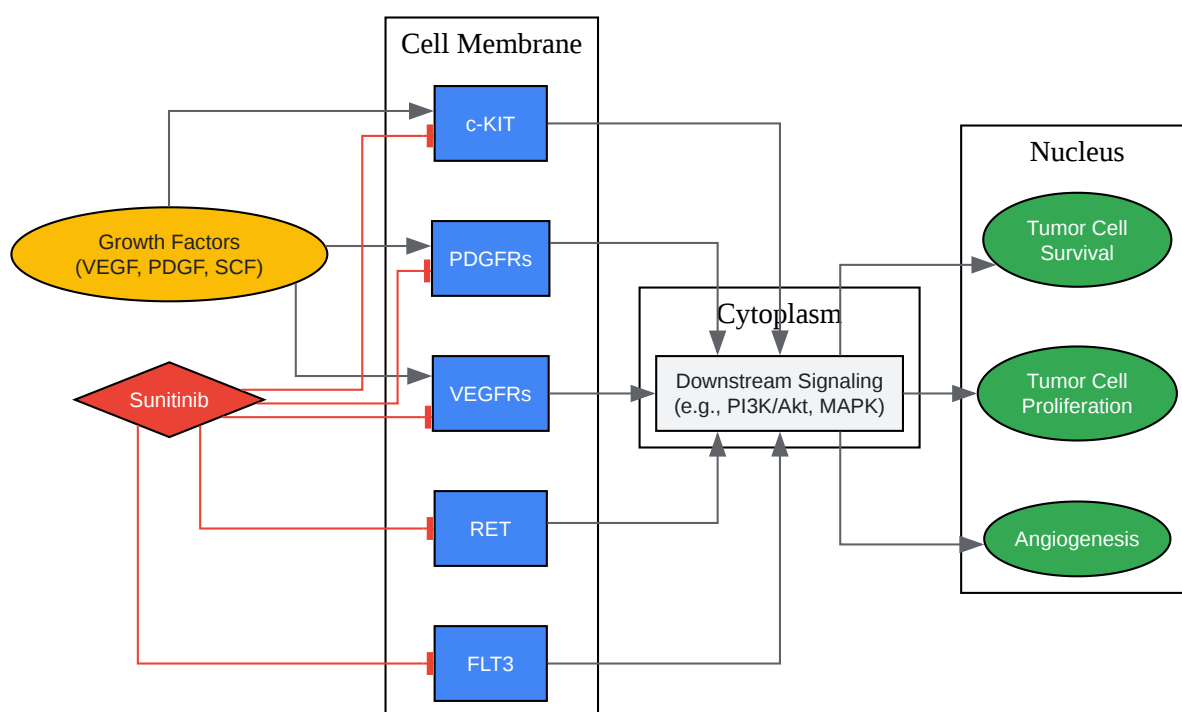 Cell Membrane
c-KIT
Nucleus
Tumor Cell
Survival
Growth Factors
(VEGF, PDGF, SCF)
PDGFRs
Cytoplasm
Sunitinib
VEGFRs
Downstream Signaling
(e.g., PI3K/Akt, MAPK)
Tumor Cell
Proliferation
RET
Angiogenesis
FLT3